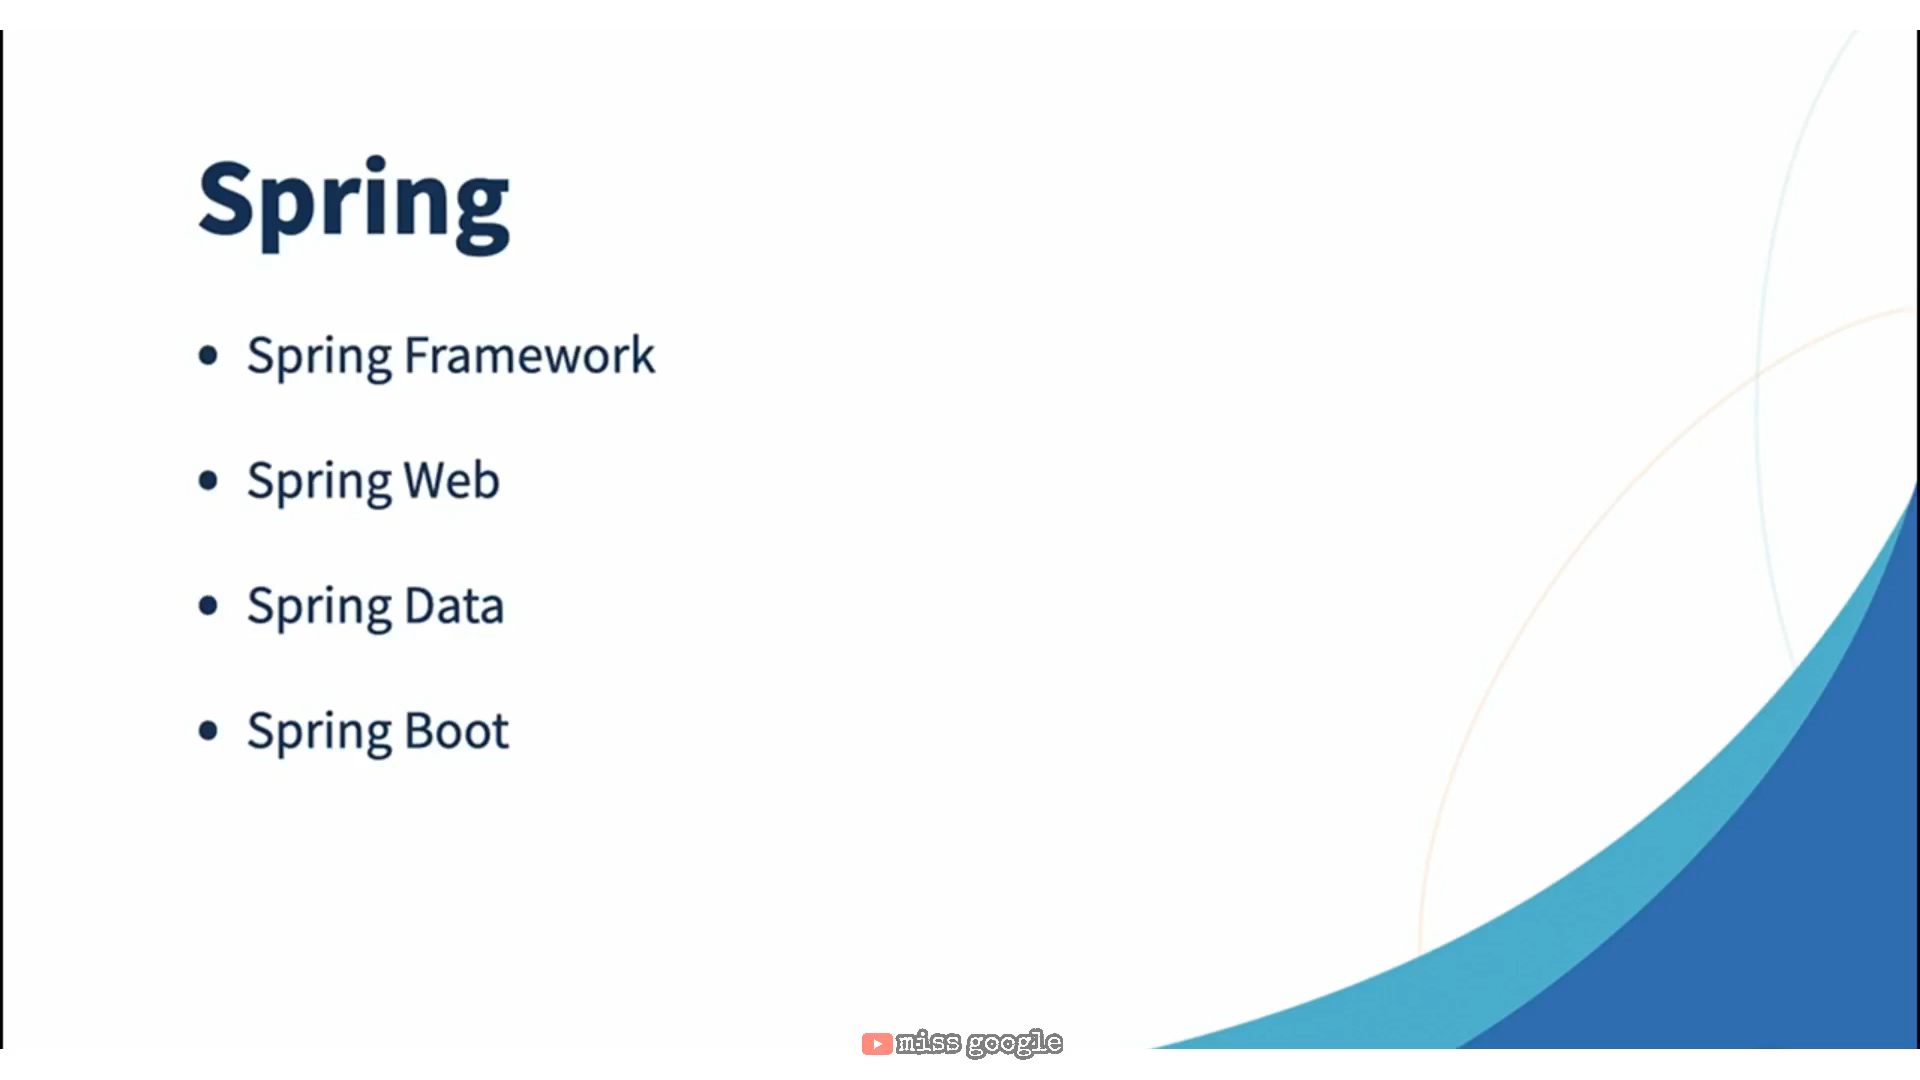 Spring
• Spring Framework
• Spring Web
• Spring Data
• Spring Boot
miss google